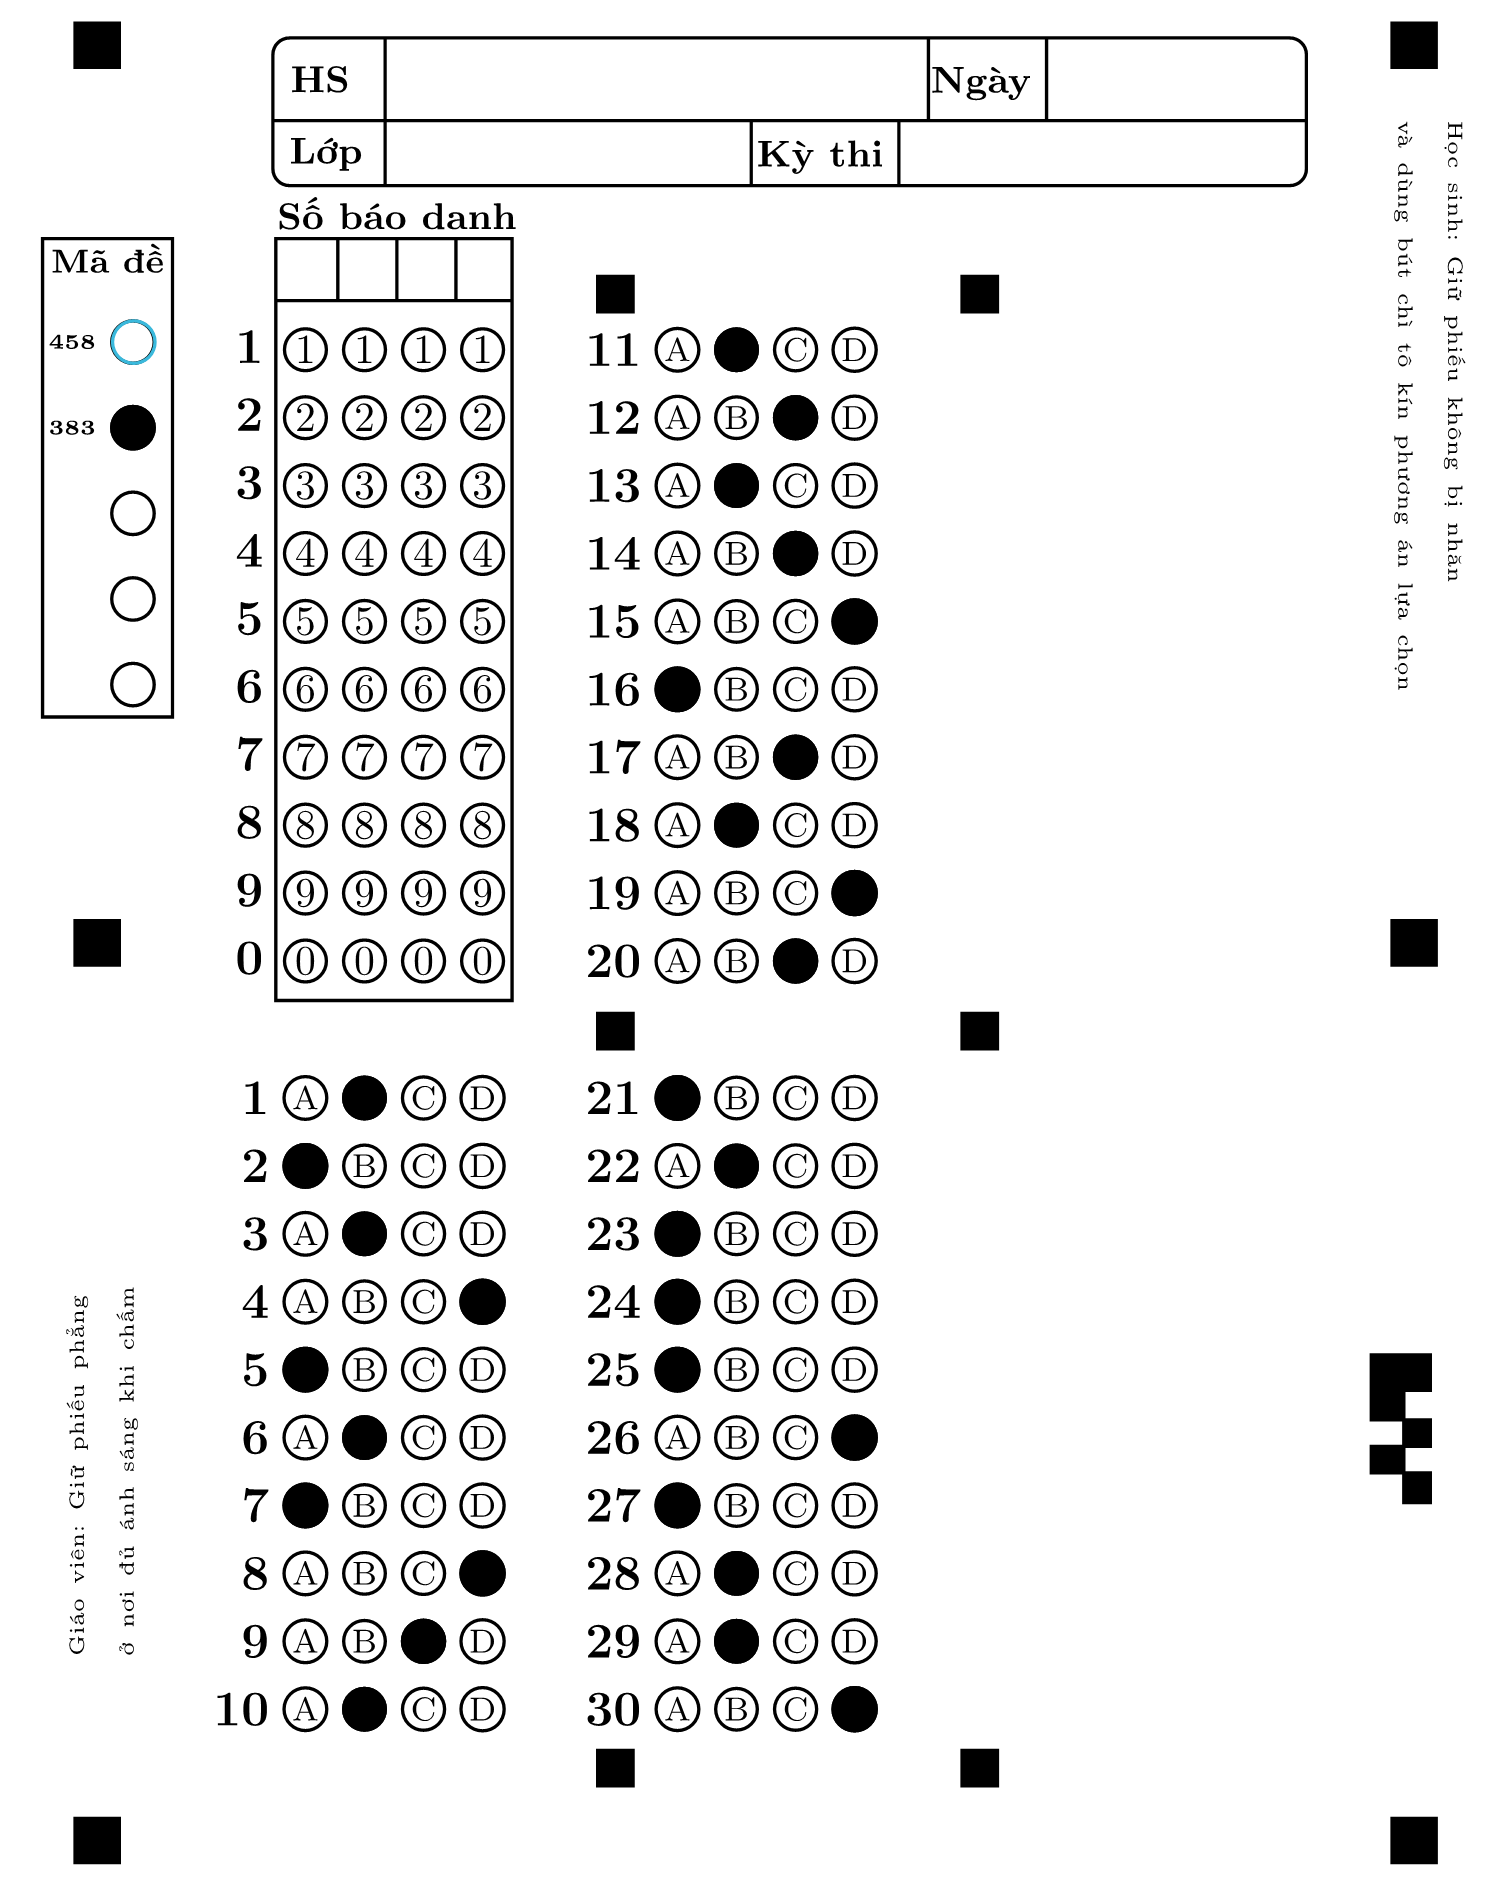 HS Ngày
Lớp Kỳ thi
Số báo danh
Mã đề
458
383
1 1 1 1 1
2 2 2 2 2
3 3 3 3 3
4 4 4 4 4
5 5 5 5 5
6 6 6 6 6
7 7 7 7 7
8 8 8 8 8
9 9 9 9 9
0 0 0 0 0
11 A C D
12 A B D
13 A C D
14 A B D
15 A B C
16 B C D
17 A B D
18 A C D
19 A B C
20 A B D
1 A C D
2 B C D
3 A C D
4 A B C
5 B C D
6 A C D
7 B C D
8 A B C
9 A B D
10 A C D
21 B C D
22 A C D
23 B C D
24 B C D
25 B C D
26 A B C
27 B C D
28 A C D
29 A C D
30 A B C
Học sinh: Giữ phiếu không bị nhăn
và dùng bút chì tô kín phương án lựa chọn
Giáo viên: Giữ phiếu phẳng
ở nơi đủ ánh sáng khi chấm